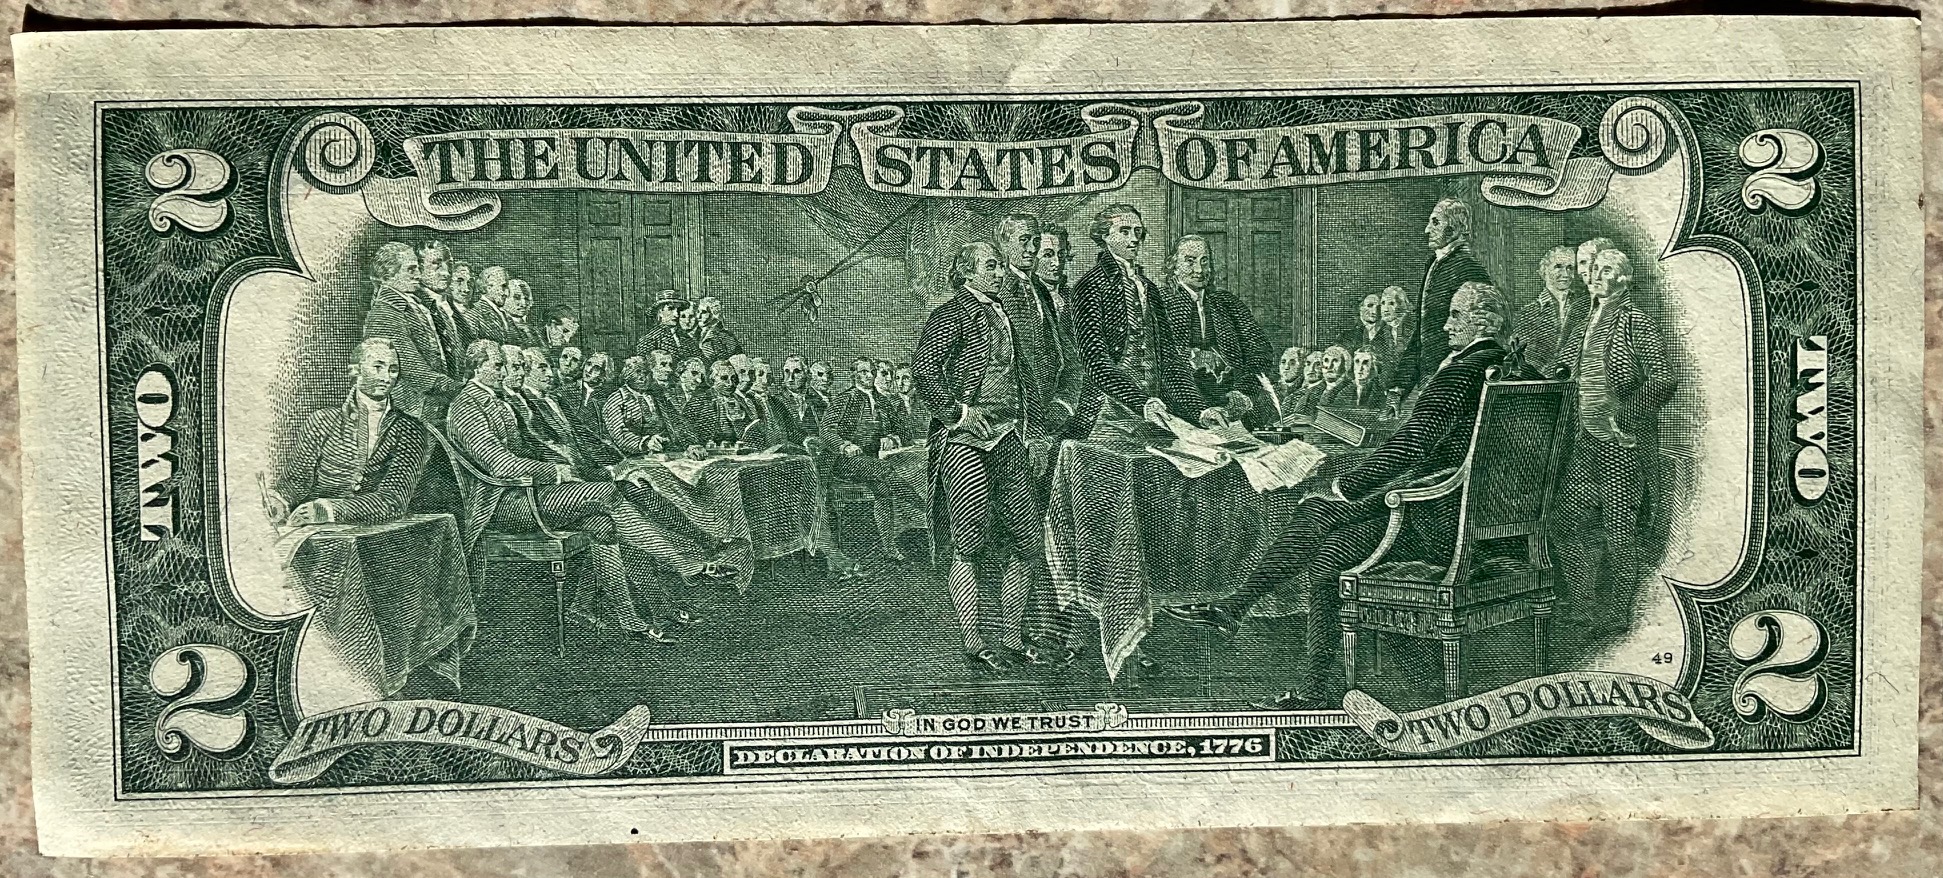 THE UNITED STATES OF AMERICA
2
2
TWO
TWO
49
2
2
TWO DOLLARS
IN GOD WE TRUST
TWO DOLLARS
DECLARATION OF INDEPENDENCE, 1776